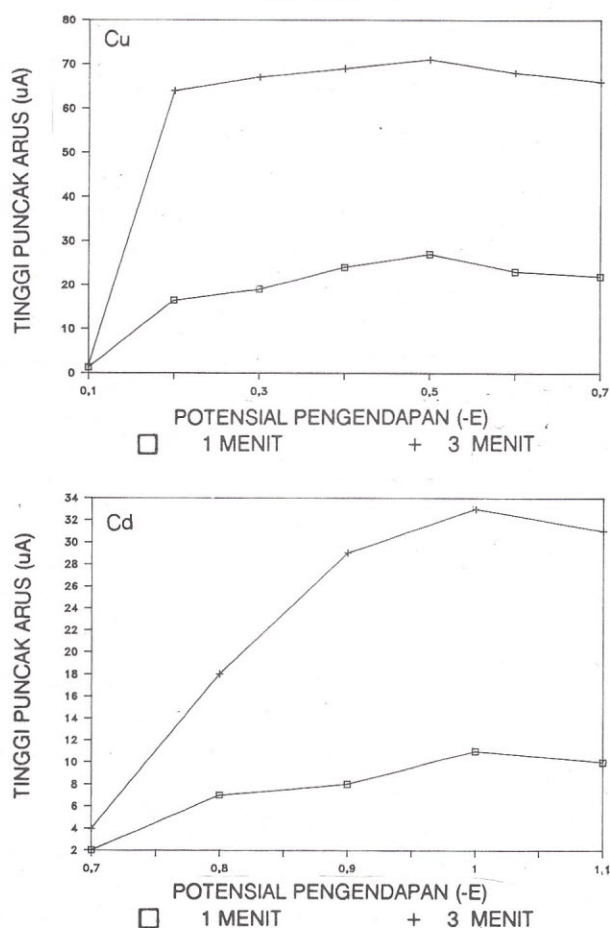 Cu
TINGGI PUNCAK ARUS (uA)
80
70
60
50
40
30
20
10
0
0,1 0,3 0,5 0,7
POTENSIAL PENGENDAPAN (-E)
□ 1 MENIT + 3 MENIT
Cd
TINGGI PUNCAK ARUS (uA)
34
32
30
28
26
24
22
20
18
16
14
12
10
8
6
4
2
0,7 0,8 0,9 1 1,1
POTENSIAL PENGENDAPAN (-E)
□ 1 MENIT + 3 MENIT